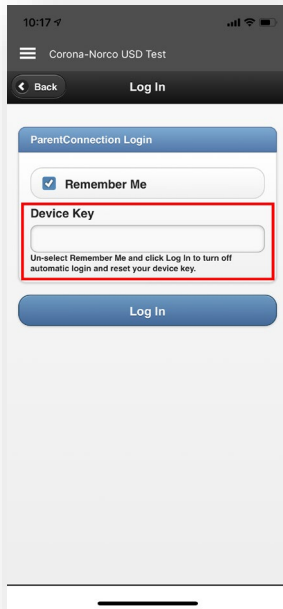 10:17
Corona-Norco USD Test
Back
Log In
ParentConnection Login
Remember Me
Device Key
Un-select Remember Me and click Log In to turn off
automatic login and reset your device key.
Log In